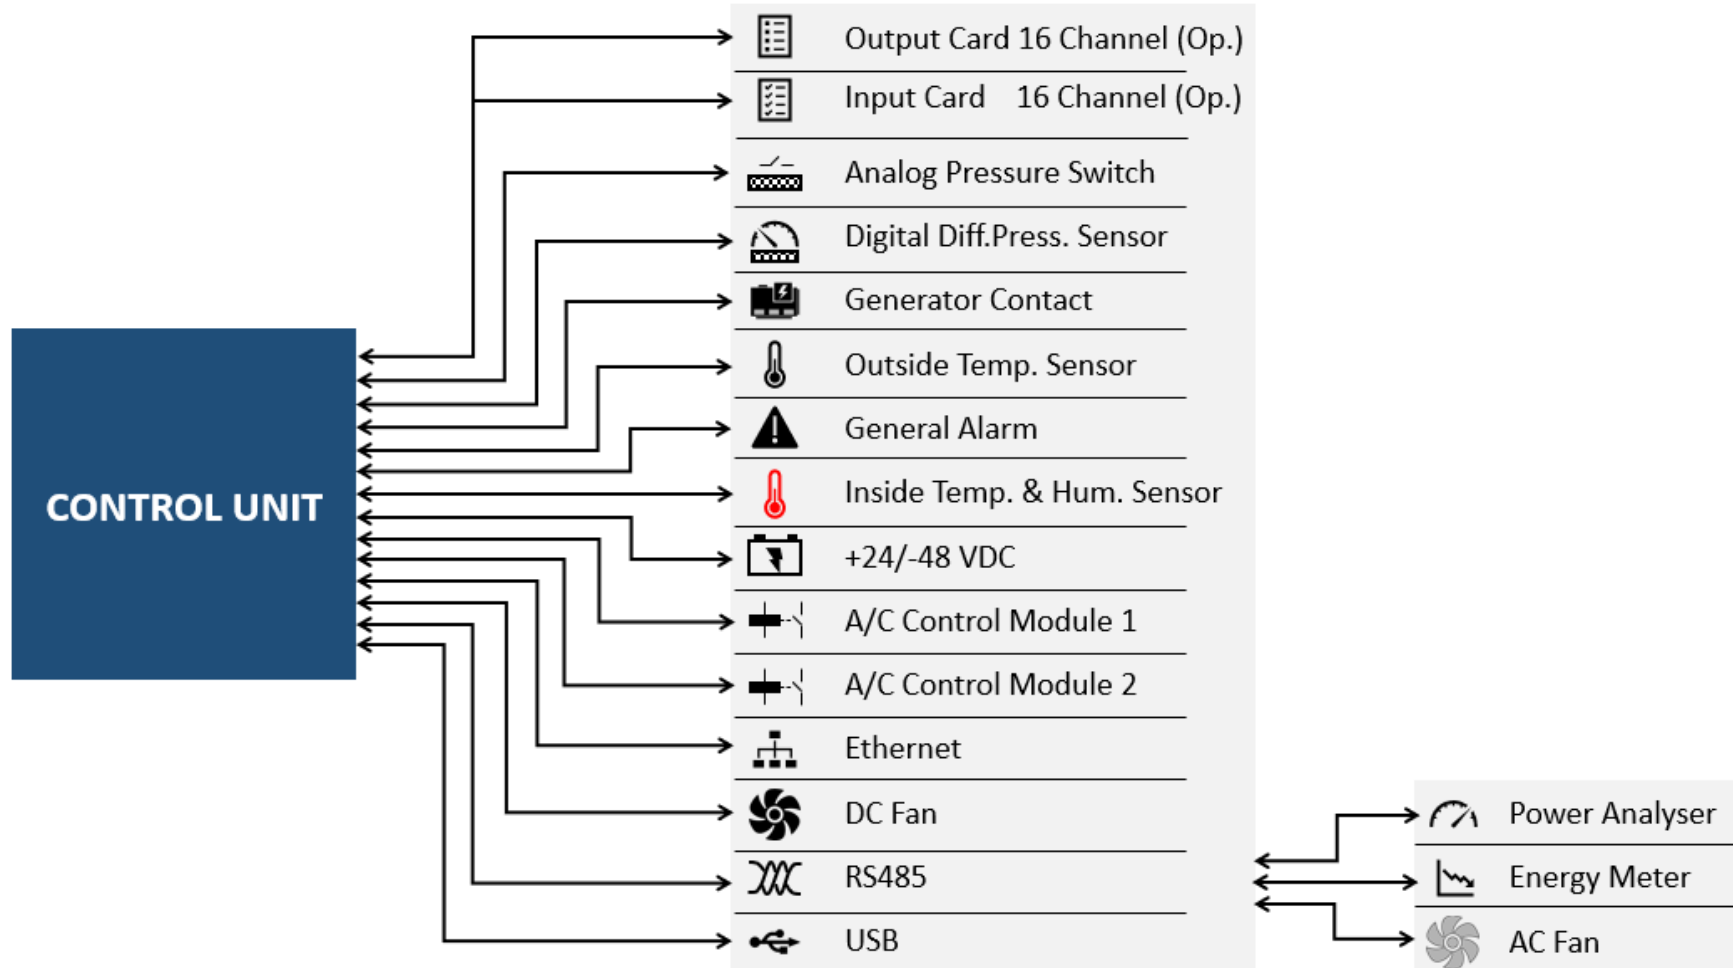 Output Card 16 Channel (Op.)
Input Card 16 Channel (Op.)
Analog Pressure Switch
Digital Diff.Press. Sensor
Generator Contact
Outside Temp. Sensor
General Alarm
CONTROL UNIT
Inside Temp. & Hum. Sensor
+24/-48 VDC
A/C Control Module 1
A/C Control Module 2
Ethernet
DC Fan
RS485
USB
Power Analyser
Energy Meter
AC Fan